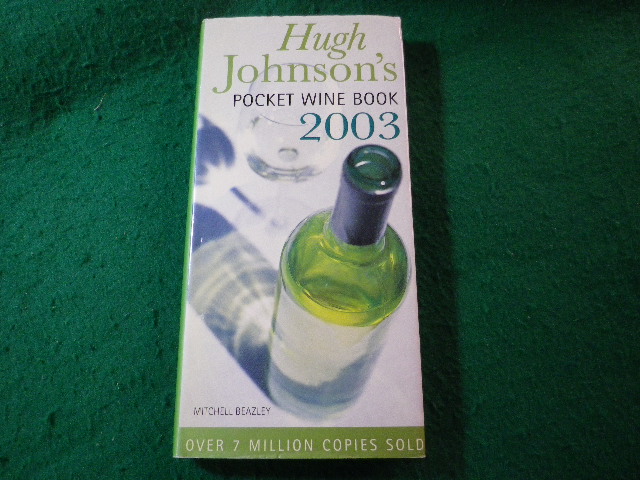 Hugh
Johnson's
POCKET WINE BOOK
2003
MITCHELL BEAZLEY
OVER 7 MILLION COPIES SOLD